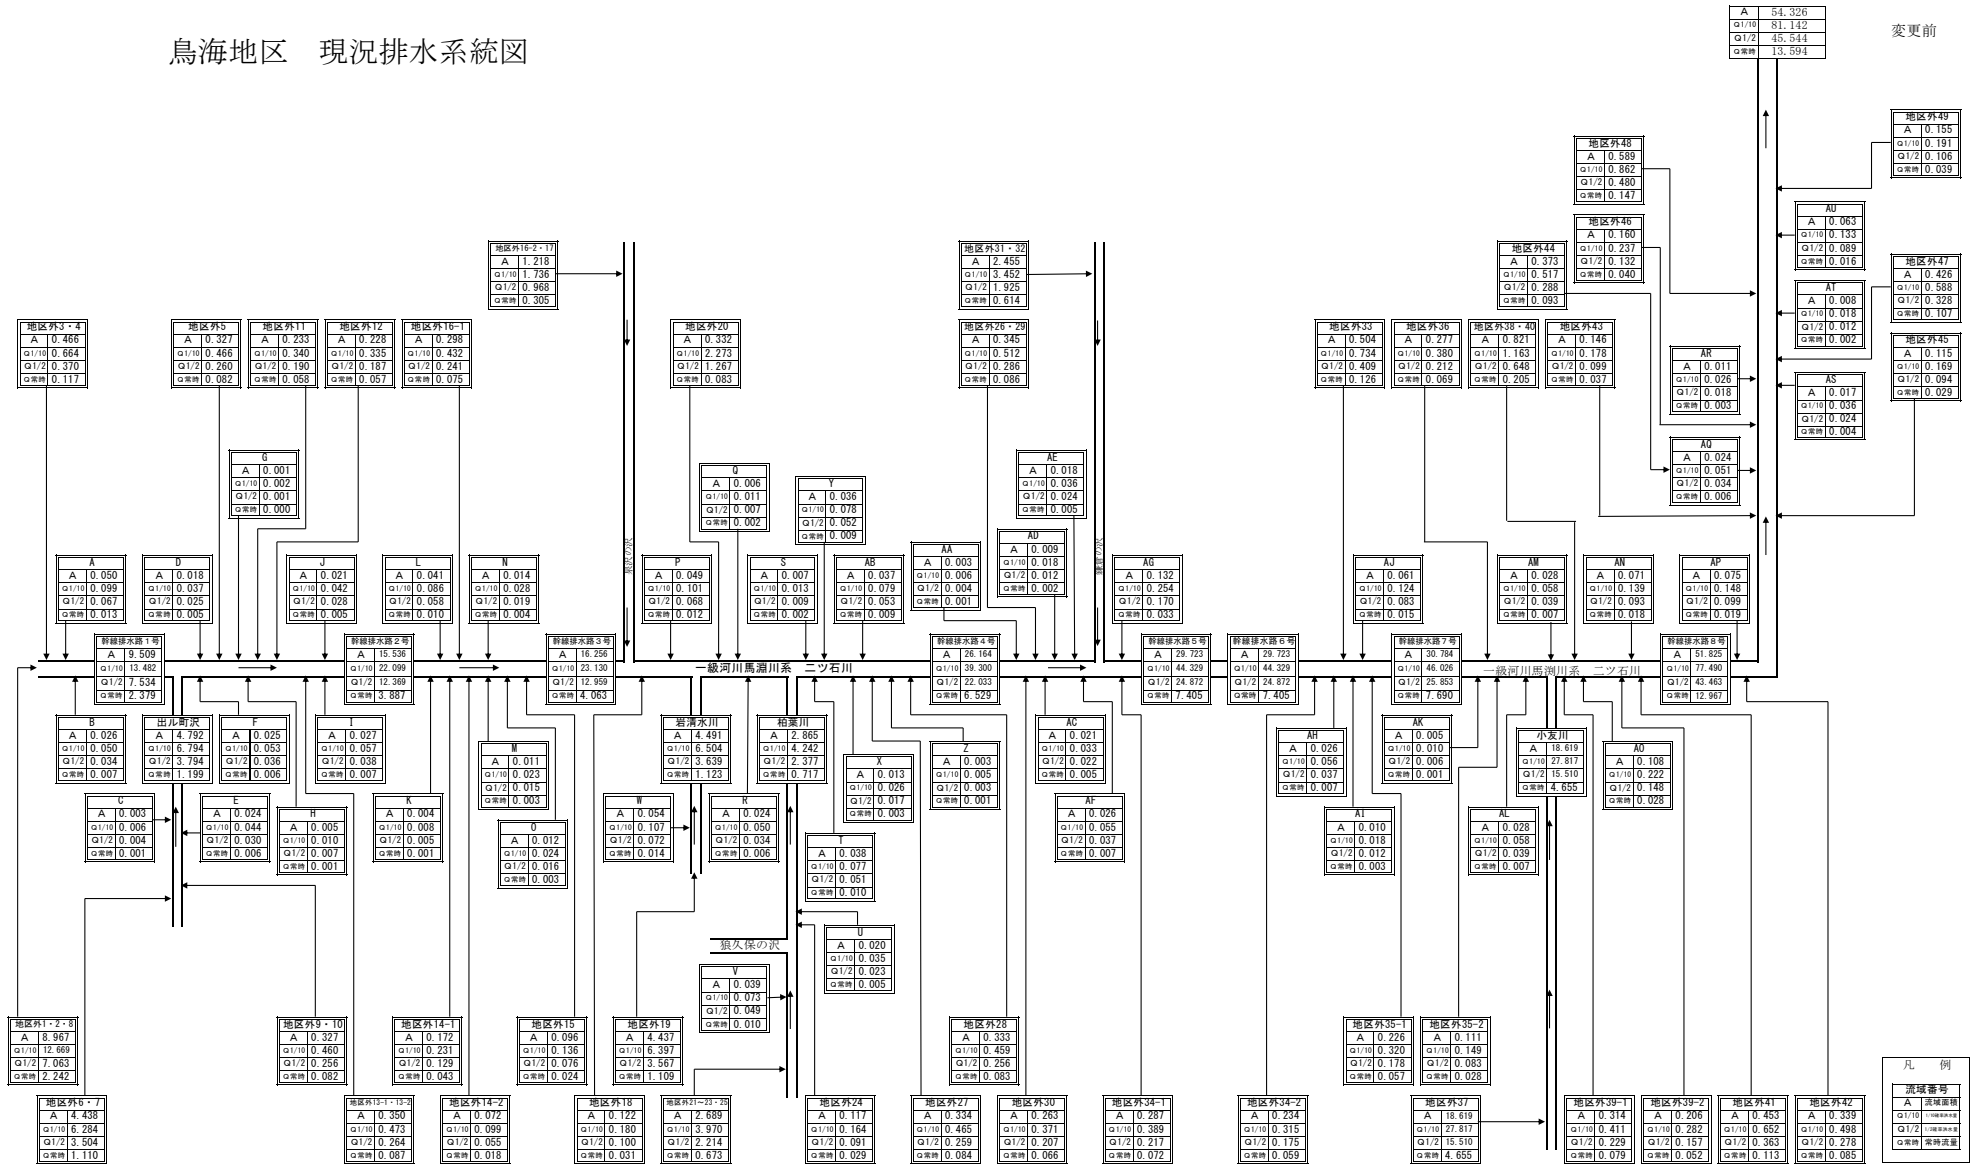 鳥海地区　現況排水系統図
変更前
A 54.326
Q1/10 81.142
Q1/2 45.544
Q常時 13.594
地区外49
A 0.155
Q1/10 0.191
Q1/2 0.106
Q常時 0.039
地区外48
A 0.589
Q1/10 0.862
Q1/2 0.480
Q常時 0.147
AU
A 0.063
Q1/10 0.133
Q1/2 0.089
Q常時 0.016
地区外46
A 0.160
Q1/10 0.237
Q1/2 0.132
Q常時 0.040
地区外16-2・17
A 1.218
Q1/10 1.736
Q1/2 0.968
Q常時 0.305
地区外31・32
A 2.455
Q1/10 3.452
Q1/2 1.925
Q常時 0.614
地区外44
A 0.373
Q1/10 0.517
Q1/2 0.288
Q常時 0.093
地区外47
A 0.426
Q1/10 0.588
Q1/2 0.328
Q常時 0.107
AT
A 0.008
Q1/10 0.018
Q1/2 0.012
Q常時 0.002
地区外3・4
A 0.466
Q1/10 0.664
Q1/2 0.370
Q常時 0.117
地区外5
A 0.327
Q1/10 0.466
Q1/2 0.260
Q常時 0.082
地区外11
A 0.233
Q1/10 0.340
Q1/2 0.190
Q常時 0.058
地区外12
A 0.228
Q1/10 0.335
Q1/2 0.187
Q常時 0.057
地区外16-1
A 0.298
Q1/10 0.432
Q1/2 0.241
Q常時 0.075
地区外20
A 0.332
Q1/10 2.273
Q1/2 1.267
Q常時 0.083
地区外26・29
A 0.345
Q1/10 0.512
Q1/2 0.286
Q常時 0.086
地区外33
A 0.504
Q1/10 0.734
Q1/2 0.409
Q常時 0.126
地区外36
A 0.277
Q1/10 0.380
Q1/2 0.212
Q常時 0.069
地区外38・40
A 0.821
Q1/10 1.163
Q1/2 0.648
Q常時 0.205
地区外43
A 0.146
Q1/10 0.178
Q1/2 0.099
Q常時 0.037
地区外45
A 0.115
Q1/10 0.169
Q1/2 0.094
Q常時 0.029
AR
A 0.011
Q1/10 0.026
Q1/2 0.018
Q常時 0.003
AS
A 0.017
Q1/10 0.036
Q1/2 0.024
Q常時 0.004
AQ
A 0.024
Q1/10 0.051
Q1/2 0.034
Q常時 0.006
G
A 0.001
Q1/10 0.002
Q1/2 0.001
Q常時 0.000
Q
A 0.006
Q1/10 0.011
Q1/2 0.007
Q常時 0.002
Y
A 0.036
Q1/10 0.078
Q1/2 0.052
Q常時 0.009
AE
A 0.018
Q1/10 0.036
Q1/2 0.024
Q常時 0.005
AD
A 0.009
Q1/10 0.018
Q1/2 0.012
Q常時 0.002
AA
A 0.003
Q1/10 0.006
Q1/2 0.004
Q常時 0.001
A
A 0.050
Q1/10 0.099
Q1/2 0.067
Q常時 0.013
D
A 0.018
Q1/10 0.037
Q1/2 0.025
Q常時 0.005
J
A 0.021
Q1/10 0.042
Q1/2 0.028
Q常時 0.005
L
A 0.041
Q1/10 0.086
Q1/2 0.058
Q常時 0.010
N
A 0.014
Q1/10 0.028
Q1/2 0.019
Q常時 0.004
P
A 0.049
Q1/10 0.101
Q1/2 0.068
Q常時 0.012
S
A 0.007
Q1/10 0.013
Q1/2 0.009
Q常時 0.002
AB
A 0.037
Q1/10 0.079
Q1/2 0.053
Q常時 0.009
AG
A 0.132
Q1/10 0.254
Q1/2 0.170
Q常時 0.033
AJ
A 0.061
Q1/10 0.124
Q1/2 0.083
Q常時 0.015
AM
A 0.028
Q1/10 0.058
Q1/2 0.039
Q常時 0.007
AN
A 0.071
Q1/10 0.139
Q1/2 0.093
Q常時 0.018
AP
A 0.075
Q1/10 0.148
Q1/2 0.099
Q常時 0.019
幹線排水路1号
A 9.509
Q1/10 13.482
Q1/2 7.534
Q常時 2.379
幹線排水路2号
A 15.536
Q1/10 22.099
Q1/2 12.369
Q常時 3.887
幹線排水路3号
A 16.256
Q1/10 23.130
Q1/2 12.959
Q常時 4.063
一級河川馬淵川系　二ツ石川
幹線排水路4号
A 26.164
Q1/10 39.300
Q1/2 22.033
Q常時 6.529
幹線排水路5号
A 29.723
Q1/10 44.329
Q1/2 24.872
Q常時 7.405
幹線排水路6号
A 29.723
Q1/10 44.329
Q1/2 24.872
Q常時 7.405
幹線排水路7号
A 30.784
Q1/10 46.026
Q1/2 25.853
Q常時 7.690
一級河川馬渕川系　二ツ石川
幹線排水路8号
A 51.825
Q1/10 77.490
Q1/2 43.463
Q常時 12.967
B
A 0.026
Q1/10 0.050
Q1/2 0.034
Q常時 0.007
出ル町沢
A 4.792
Q1/10 6.794
Q1/2 3.794
Q常時 1.199
F
A 0.025
Q1/10 0.053
Q1/2 0.036
Q常時 0.006
I
A 0.027
Q1/10 0.057
Q1/2 0.038
Q常時 0.007
M
A 0.011
Q1/10 0.023
Q1/2 0.015
Q常時 0.003
岩清水川
A 4.491
Q1/10 6.504
Q1/2 3.639
Q常時 1.123
柏葉川
A 2.865
Q1/10 4.242
Q1/2 2.377
Q常時 0.717
X
A 0.013
Q1/10 0.026
Q1/2 0.017
Q常時 0.003
Z
A 0.003
Q1/10 0.005
Q1/2 0.003
Q常時 0.001
AC
A 0.021
Q1/10 0.033
Q1/2 0.022
Q常時 0.005
AH
A 0.026
Q1/10 0.056
Q1/2 0.037
Q常時 0.007
AK
A 0.005
Q1/10 0.010
Q1/2 0.006
Q常時 0.001
小友川
A 18.619
Q1/10 27.817
Q1/2 15.510
Q常時 4.655
AO
A 0.108
Q1/10 0.222
Q1/2 0.148
Q常時 0.028
C
A 0.003
Q1/10 0.006
Q1/2 0.004
Q常時 0.001
E
A 0.024
Q1/10 0.044
Q1/2 0.030
Q常時 0.006
H
A 0.005
Q1/10 0.010
Q1/2 0.007
Q常時 0.001
K
A 0.004
Q1/10 0.008
Q1/2 0.005
Q常時 0.001
O
A 0.012
Q1/10 0.024
Q1/2 0.016
Q常時 0.003
W
A 0.054
Q1/10 0.107
Q1/2 0.072
Q常時 0.014
R
A 0.024
Q1/10 0.050
Q1/2 0.034
Q常時 0.006
T
A 0.038
Q1/10 0.077
Q1/2 0.051
Q常時 0.010
AF
A 0.026
Q1/10 0.055
Q1/2 0.037
Q常時 0.007
AI
A 0.010
Q1/10 0.018
Q1/2 0.012
Q常時 0.003
AL
A 0.028
Q1/10 0.058
Q1/2 0.039
Q常時 0.007
狼久保の沢
U
A 0.020
Q1/10 0.035
Q1/2 0.023
Q常時 0.005
V
A 0.039
Q1/10 0.073
Q1/2 0.049
Q常時 0.010
地区外1・2・8
A 8.967
Q1/10 12.669
Q1/2 7.063
Q常時 2.242
地区外9・10
A 0.327
Q1/10 0.460
Q1/2 0.256
Q常時 0.082
地区外14-1
A 0.172
Q1/10 0.231
Q1/2 0.129
Q常時 0.043
地区外15
A 0.096
Q1/10 0.136
Q1/2 0.076
Q常時 0.024
地区外19
A 4.437
Q1/10 6.397
Q1/2 3.567
Q常時 1.109
地区外28
A 0.333
Q1/10 0.459
Q1/2 0.256
Q常時 0.083
地区外35-1
A 0.226
Q1/10 0.320
Q1/2 0.178
Q常時 0.057
地区外35-2
A 0.111
Q1/10 0.149
Q1/2 0.083
Q常時 0.028
地区外6・7
A 4.438
Q1/10 6.284
Q1/2 3.504
Q常時 1.110
地区外13-1・13-2
A 0.350
Q1/10 0.473
Q1/2 0.264
Q常時 0.087
地区外14-2
A 0.072
Q1/10 0.099
Q1/2 0.055
Q常時 0.018
地区外18
A 0.122
Q1/10 0.180
Q1/2 0.100
Q常時 0.031
地区外21～23・25
A 2.689
Q1/10 3.970
Q1/2 2.214
Q常時 0.673
地区外24
A 0.117
Q1/10 0.164
Q1/2 0.091
Q常時 0.029
地区外27
A 0.334
Q1/10 0.465
Q1/2 0.259
Q常時 0.084
地区外30
A 0.263
Q1/10 0.371
Q1/2 0.207
Q常時 0.066
地区外34-1
A 0.287
Q1/10 0.389
Q1/2 0.217
Q常時 0.072
地区外34-2
A 0.234
Q1/10 0.315
Q1/2 0.175
Q常時 0.059
地区外37
A 18.619
Q1/10 27.817
Q1/2 15.510
Q常時 4.655
地区外39-1
A 0.314
Q1/10 0.411
Q1/2 0.229
Q常時 0.079
地区外39-2
A 0.206
Q1/10 0.282
Q1/2 0.157
Q常時 0.052
地区外41
A 0.453
Q1/10 0.652
Q1/2 0.363
Q常時 0.113
地区外42
A 0.339
Q1/10 0.498
Q1/2 0.278
Q常時 0.085
凡　例
流域番号
A 流域面積
Q1/10
Q1/2
Q常時 常時流量